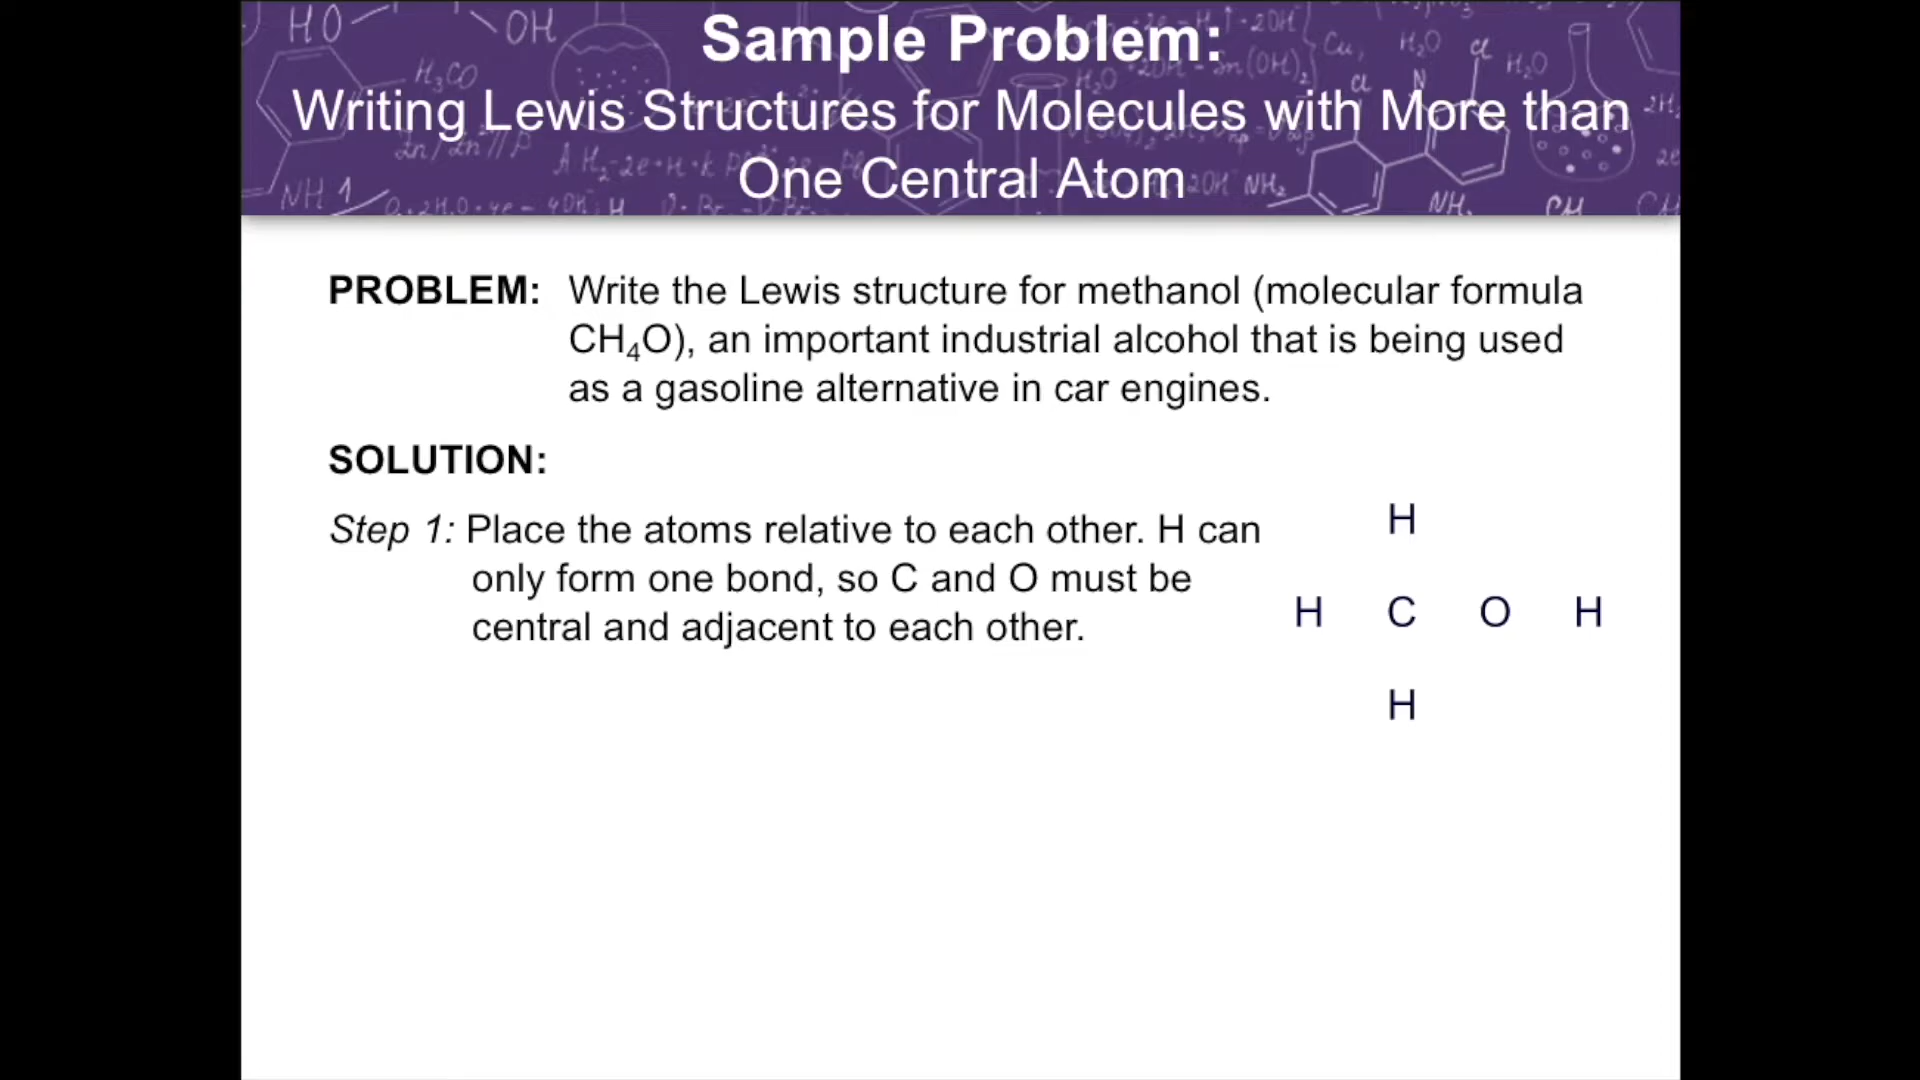 Sample Problem:
Writing Lewis Structures for Molecules with More than
One Central Atom
PROBLEM: Write the Lewis structure for methanol (molecular formula
CH₄O), an important industrial alcohol that is being used
as a gasoline alternative in car engines.
SOLUTION:
Step 1: Place the atoms relative to each other. H can
only form one bond, so C and O must be
central and adjacent to each other.
H
H C O H
H